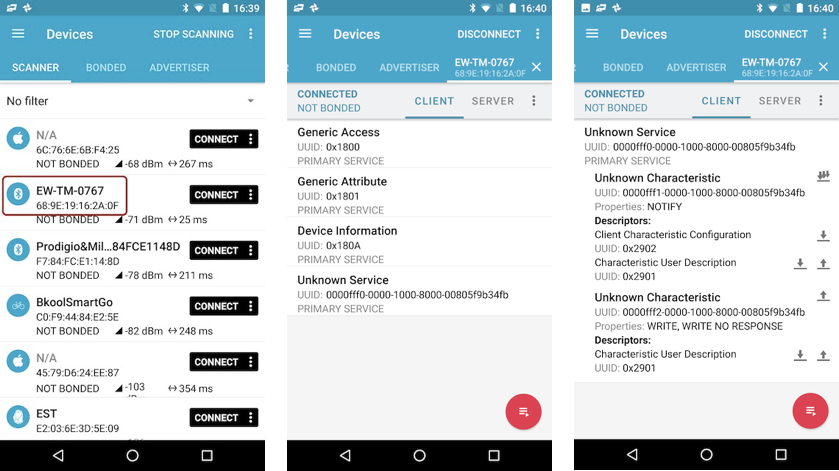 16:39
Devices
STOP SCANNING
SCANNER
BONDED
ADVERTISER
No filter
N/A
6C:76:6E:6B:F4:25
NOT BONDED
-68 dBm
267 ms
CONNECT
EW-TM-0767
68:9E:19:16:2A:0F
NOT BONDED
-71 dBm
25 ms
CONNECT
Prodigio&Mil...84FCE1148D
F7:84:FC:E1:14:8D
NOT BONDED
-78 dBm
211 ms
CONNECT
BkoolSmartGo
C0:F9:44:84:E2:5E
NOT BONDED
-82 dBm
248 ms
CONNECT
N/A
45:79:D6:24:EE:87
NOT BONDED
-103
354 ms
CONNECT
EST
E2:03:6E:3D:5E:09
CONNECT
16:40
Devices
DISCONNECT
BONDED
ADVERTISER
EW-TM-0767
68:9E:19:16:2A:0F
CONNECTED
NOT BONDED
CLIENT
SERVER
Generic Access
UUID: 0x1800
PRIMARY SERVICE
Generic Attribute
UUID: 0x1801
PRIMARY SERVICE
Device Information
UUID: 0x180A
PRIMARY SERVICE
Unknown Service
UUID: 0000fff0-0000-1000-8000-00805f9b34fb
PRIMARY SERVICE
16:40
Devices
DISCONNECT
BONDED
ADVERTISER
EW-TM-0767
68:9E:19:16:2A:0F
CONNECTED
NOT BONDED
CLIENT
SERVER
Unknown Service
UUID: 0000fff0-0000-1000-8000-00805f9b34fb
PRIMARY SERVICE
Unknown Characteristic
UUID: 0000fff1-0000-1000-8000-00805f9b34fb
Properties: NOTIFY
Descriptors:
Client Characteristic Configuration
UUID: 0x2902
Characteristic User Description
UUID: 0x2901
Unknown Characteristic
UUID: 0000fff2-0000-1000-8000-00805f9b34fb
Properties: WRITE, WRITE NO RESPONSE
Descriptors:
Characteristic User Description
UUID: 0x2901